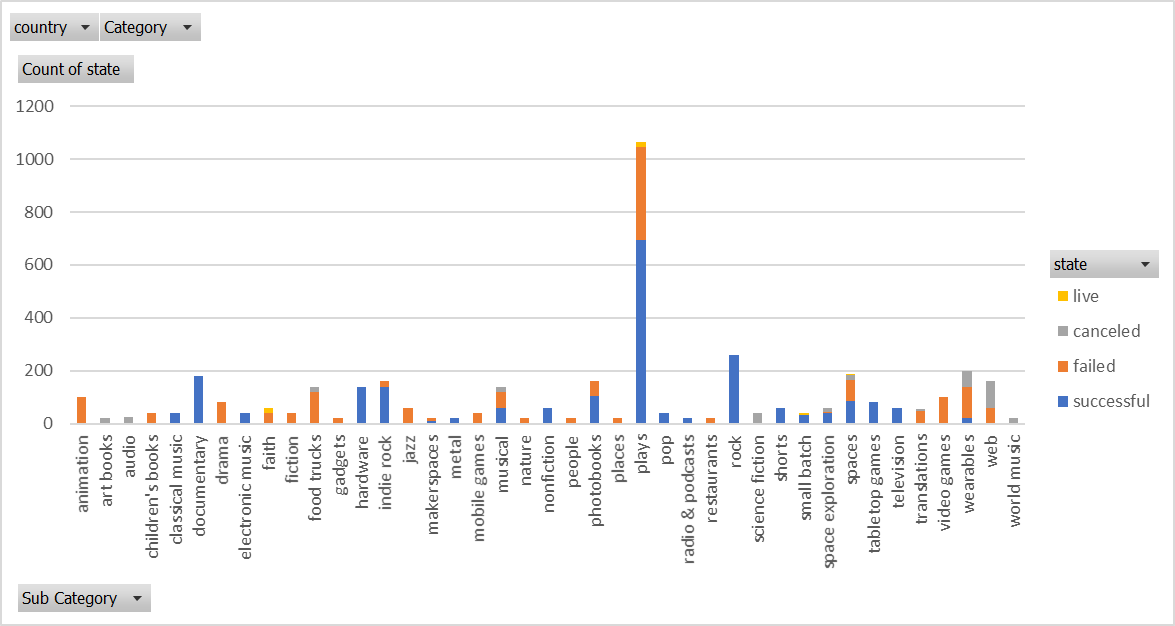 country Category
Count of state
1200
1000
800
600
400
200
0
animation
art books
audio
children's books
classical music
documentary
drama
electronic music
faith
fiction
food trucks
gadgets
hardware
indie rock
jazz
makerspaces
metal
mobile games
musical
nature
nonfiction
people
photobooks
places
plays
pop
radio & podcasts
restaurants
rock
science fiction
shorts
small batch
space exploration
spaces
tabletop games
television
translations
video games
wearables
web
world music
state
live
canceled
failed
successful
Sub Category